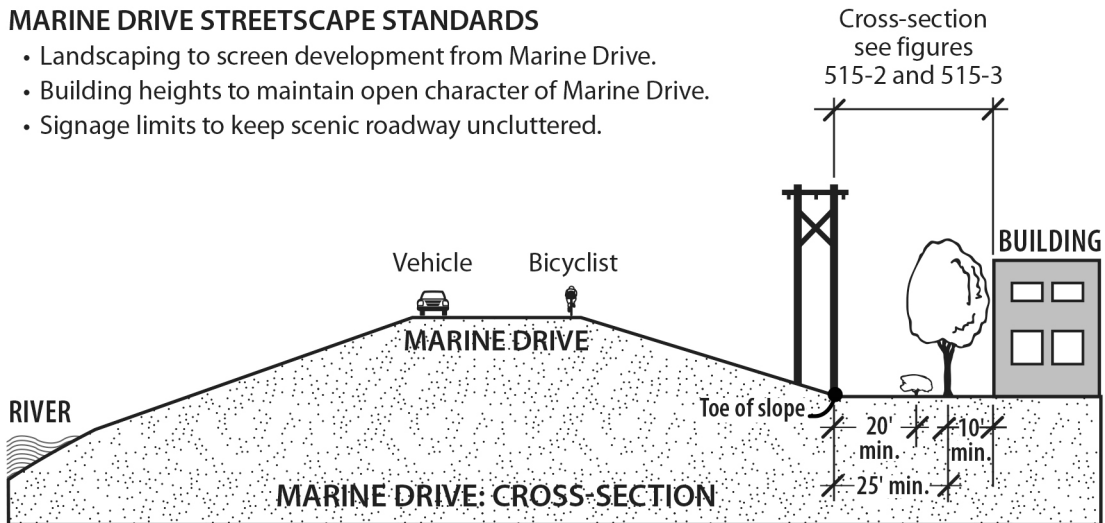 MARINE DRIVE STREETSCAPE STANDARDS
• Landscaping to screen development from Marine Drive.
• Building heights to maintain open character of Marine Drive.
• Signage limits to keep scenic roadway uncluttered.
Cross-section
see figures
515-2 and 515-3
BUILDING
Vehicle
Bicyclist
MARINE DRIVE
RIVER
Toe of slope
20'
min.
10'
min.
25' min.
MARINE DRIVE: CROSS-SECTION